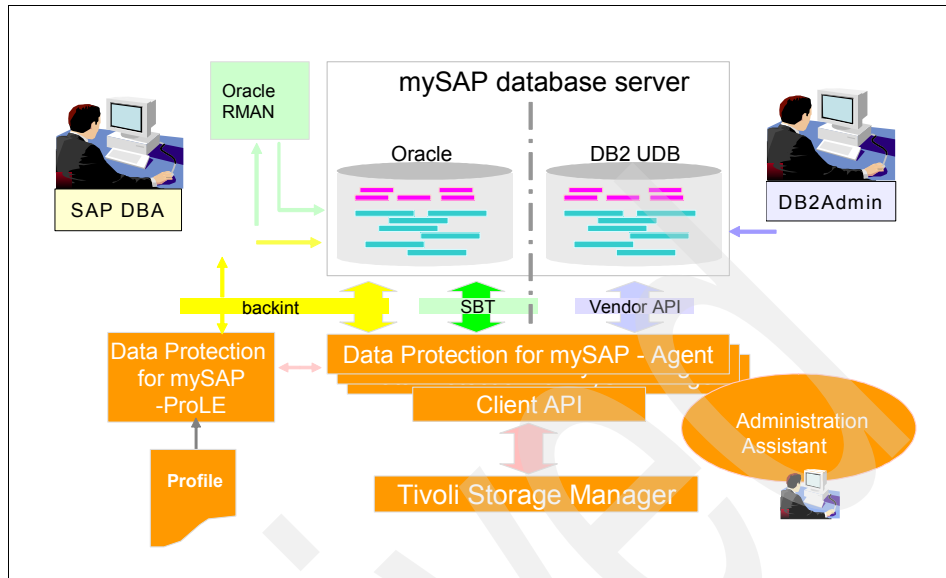 mySAP database server
Oracle
RMAN
Oracle
DB2 UDB
SAP DBA
DB2Admin
backint
SBT
Vendor API
Data Protection
for mySAP
-ProLE
Data Protection for mySAP - Agent
Client API
Administration
Assistant
Profile
Tivoli Storage Manager